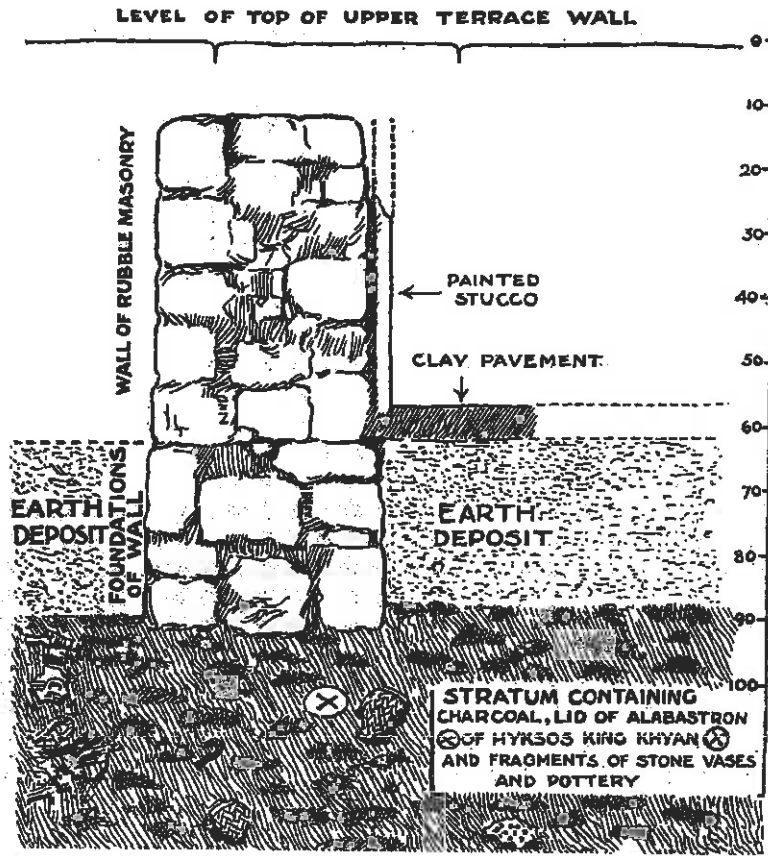 LEVEL OF TOP OF UPPER TERRACE WALL
0
10
20
30
40
50
60
70
80
90
100
WALL OF RUBBLE MASONRY
PAINTED
STUCCO
CLAY PAVEMENT
EARTH
DEPOSIT
FOUNDATIONS
OF WALL
EARTH
DEPOSIT
STRATUM CONTAINING
CHARCOAL, LID OF ALABASTRON
OF HYKSOS KING KHYAN
AND FRAGMENTS OF STONE VASES
AND POTTERY